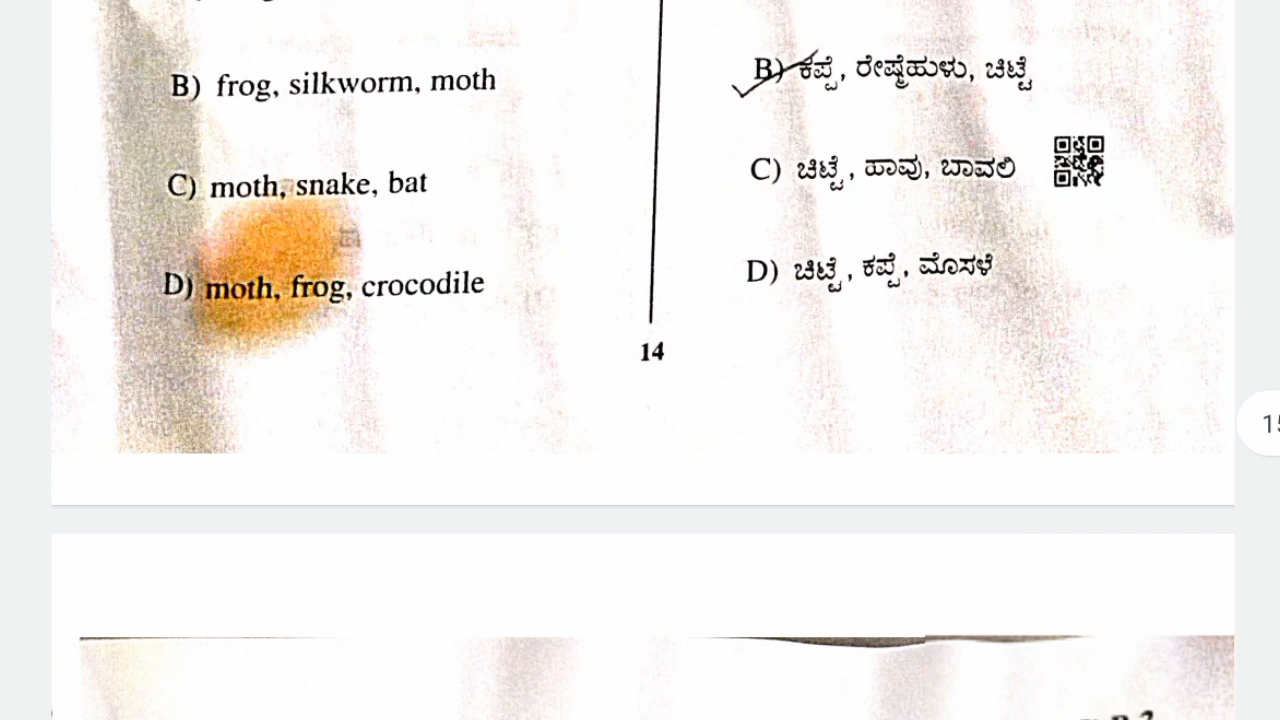 B) frog, silkworm, moth
C) moth, snake, bat
D) moth, frog, crocodile
B) ಕಪ್ಪೆ, ರೇಷ್ಮೆಹುಳು, ಚಿಟ್ಟೆ
C) ಚಿಟ್ಟೆ, ಹಾವು, ಬಾವಲಿ
D) ಚಿಟ್ಟೆ, ಕಪ್ಪೆ, ಮೊಸಳೆ
14